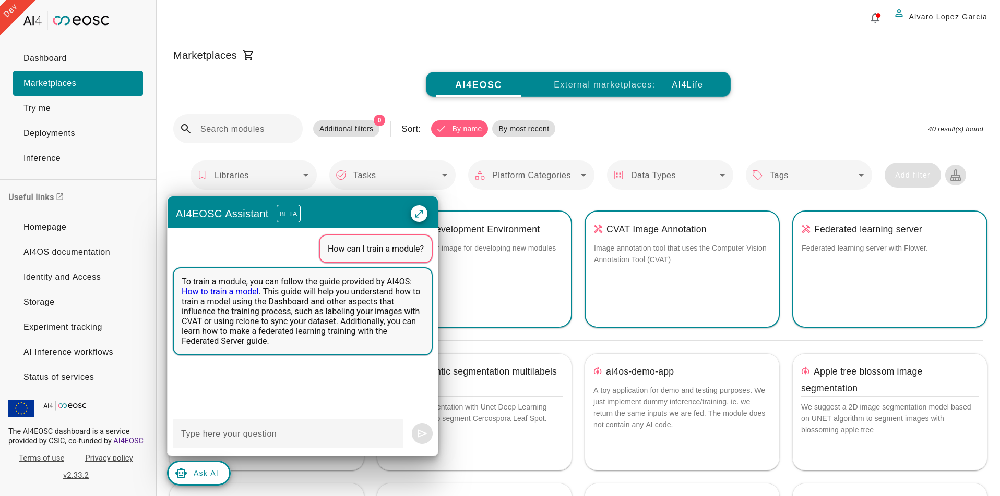 Dev
AI4 eosc
Alvaro Lopez Garcia
Dashboard
Marketplaces
Try me
Deployments
Inference
Useful links
Homepage
AI4OS documentation
Identity and Access
Storage
Experiment tracking
AI Inference workflows
Status of services
AI4 eosc
The AI4EOSC dashboard is a service
provided by CSIC, co-funded by AI4EOSC
Terms of use Privacy policy
v2.33.2
Marketplaces
AI4EOSC External marketplaces: AI4Life
Search modules
Additional filters 0
Sort: By name By most recent
40 result(s) found
Libraries Tasks Platform Categories Data Types Tags Add filter
evelopment Environment
image for developing new modules
CVAT Image Annotation
Image annotation tool that uses the Computer Vision
Annotation Tool (CVAT)
Federated learning server
Federated learning server with Flower.
ntic segmentation multilabels
entation with Unet Deep Learning
segment Cercospora Leaf Spot.
ai4os-demo-app
A toy application for demo and testing purposes. We
just implement dummy inference/training, ie. we
return the same inputs we are fed. The module does
not contain any AI code.
Apple tree blossom image
segmentation
We suggest a 2D image segmentation model based
on UNET algorithm to segment images with
blossoming apple tree
AI4EOSC Assistant BETA
How can I train a module?
To train a module, you can follow the guide provided by AI4OS:
How to train a model. This guide will help you understand how to
train a model using the Dashboard and other aspects that
influence the training process, such as labeling your images with
CVAT or using rclone to sync your dataset. Additionally, you can
learn how to make a federated learning training with the
Federated Server guide.
Type here your question
Ask AI